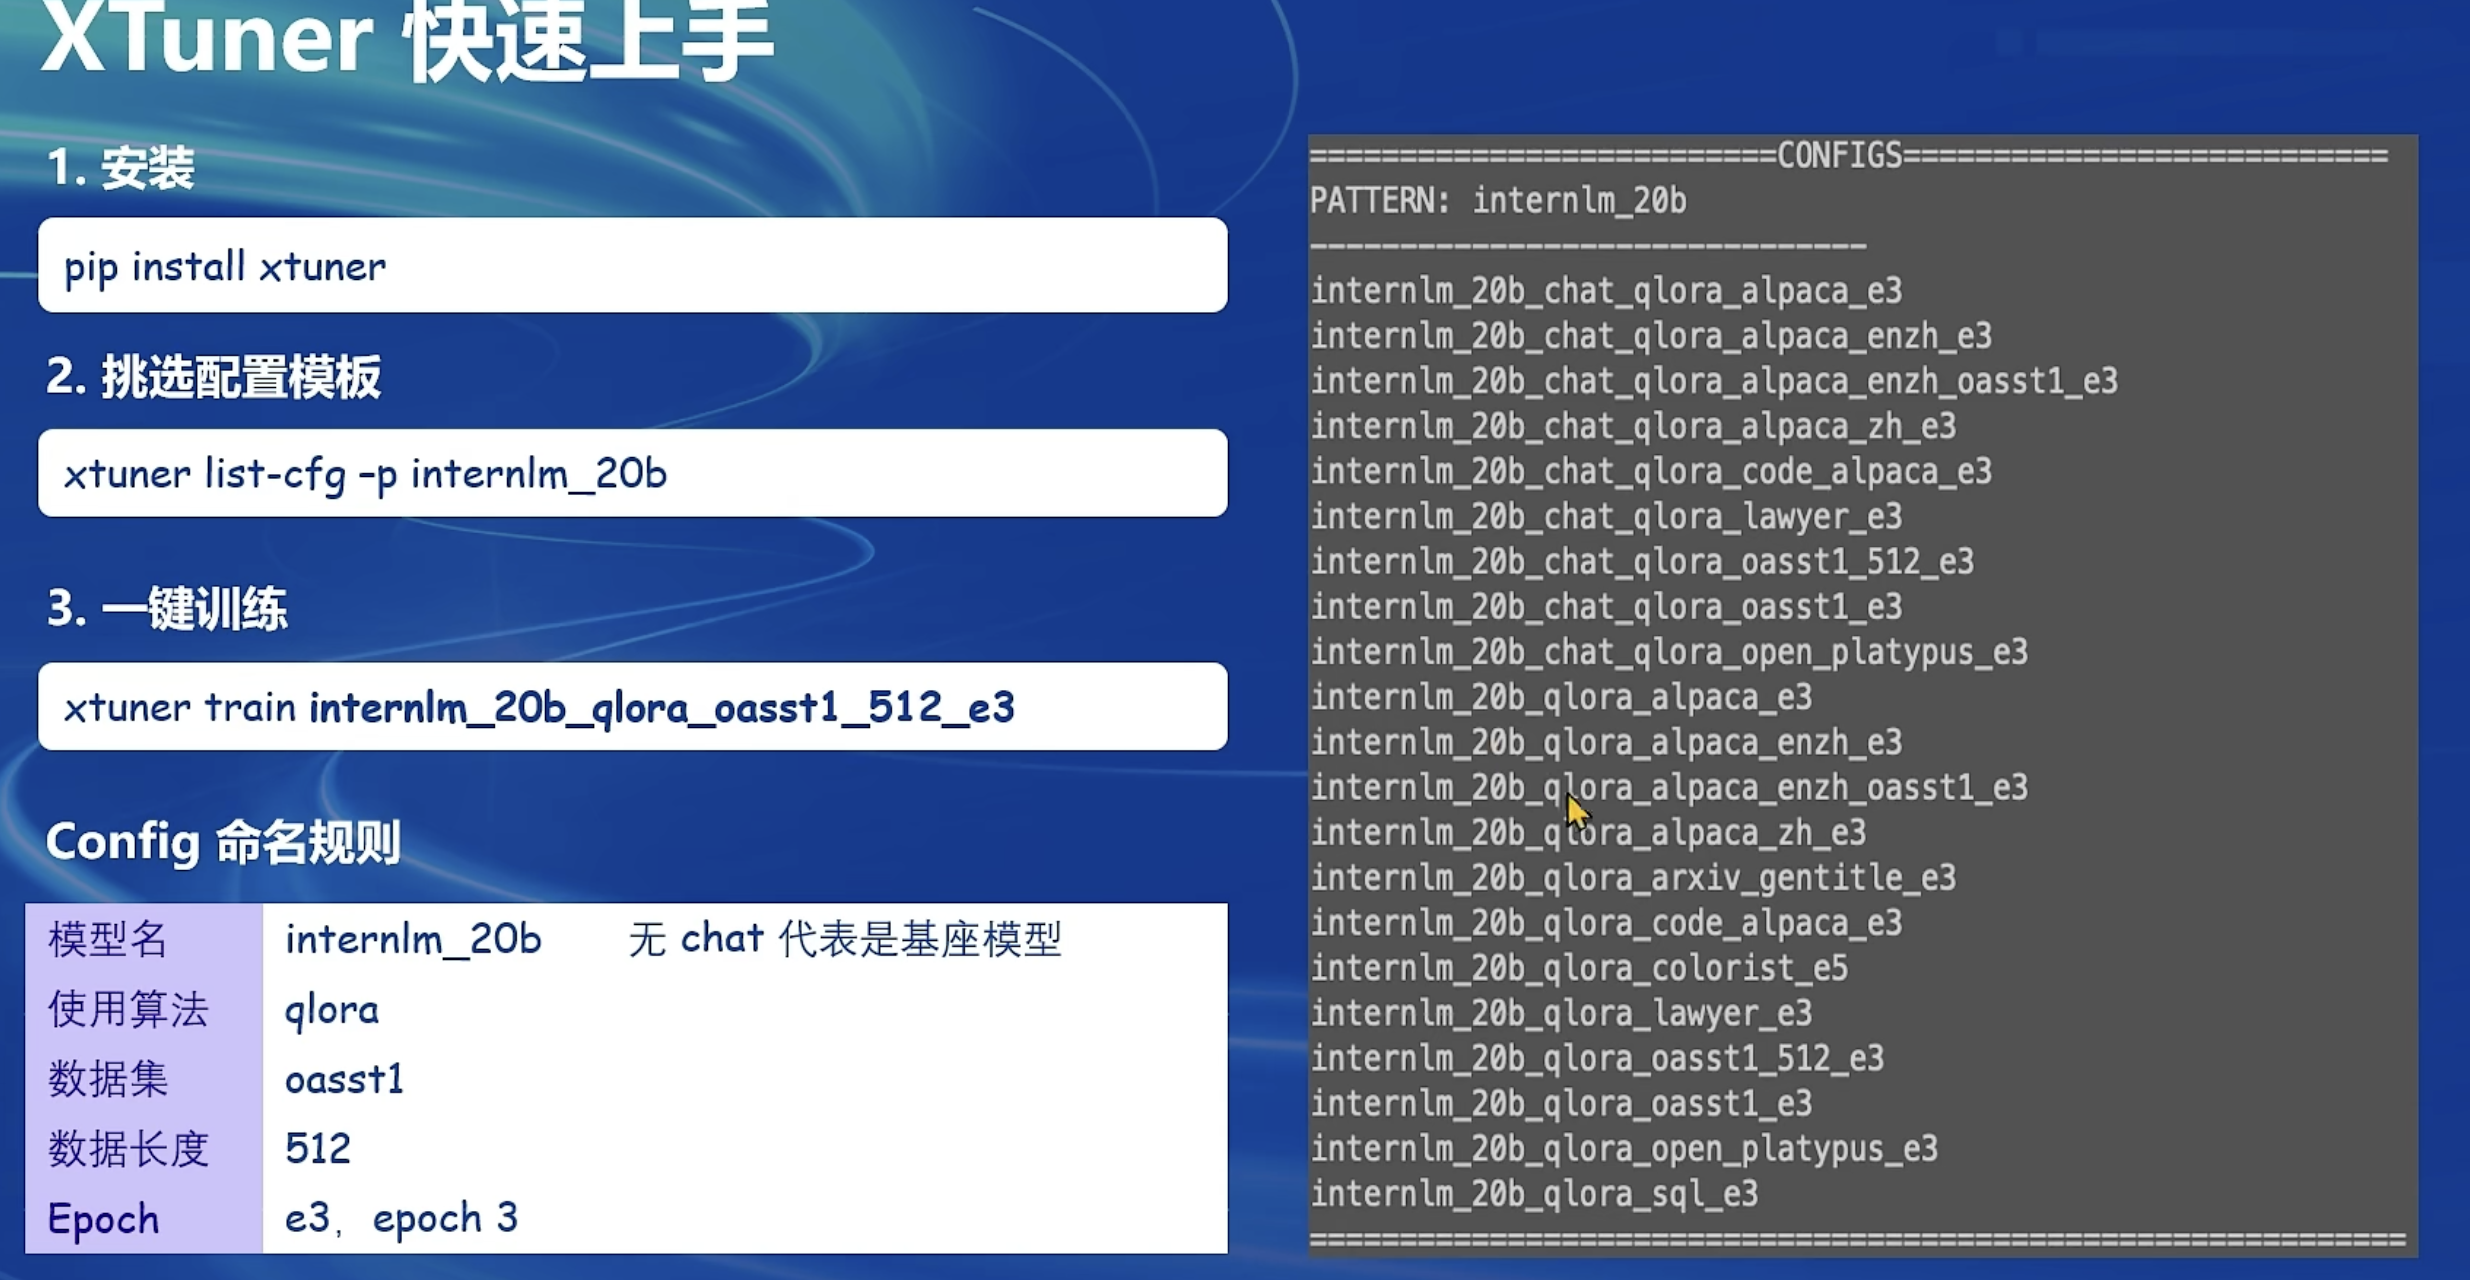 XTuner 快速上手
1. 安装
pip install xtuner
2. 挑选配置模板
xtuner list-cfg –p internlm_20b
3. 一键训练
xtuner train internlm_20b_qlora_oasst1_512_e3
Config 命名规则
模型名 internlm_20b 无 chat 代表是基座模型
使用算法 qlora
数据集 oasst1
数据长度 512
Epoch e3, epoch 3
==========================CONFIGS===========================
PATTERN: internlm_20b
-------------------------------
internlm_20b_chat_qlora_alpaca_e3
internlm_20b_chat_qlora_alpaca_enzh_e3
internlm_20b_chat_qlora_alpaca_enzh_oasst1_e3
internlm_20b_chat_qlora_alpaca_zh_e3
internlm_20b_chat_qlora_code_alpaca_e3
internlm_20b_chat_qlora_lawyer_e3
internlm_20b_chat_qlora_oasst1_512_e3
internlm_20b_chat_qlora_oasst1_e3
internlm_20b_chat_qlora_open_platypus_e3
internlm_20b_qlora_alpaca_e3
internlm_20b_qlora_alpaca_enzh_e3
internlm_20b_qlora_alpaca_enzh_oasst1_e3
internlm_20b_qlora_alpaca_zh_e3
internlm_20b_qlora_arxiv_gentitle_e3
internlm_20b_qlora_code_alpaca_e3
internlm_20b_qlora_colorist_e5
internlm_20b_qlora_lawyer_e3
internlm_20b_qlora_oasst1_512_e3
internlm_20b_qlora_oasst1_e3
internlm_20b_qlora_open_platypus_e3
internlm_20b_qlora_sql_e3
=============================================================